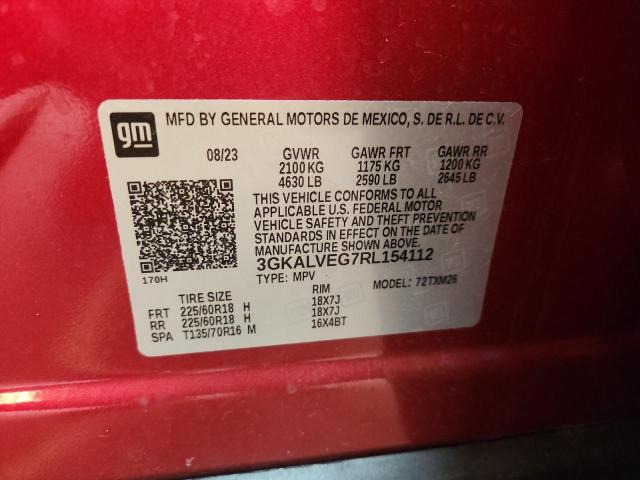 gm
MFD BY GENERAL MOTORS DE MEXICO, S. DE R.L. DE C.V.
08/23 GVWR GAWR FRT GAWR RR
2100 KG 1175 KG 1200 KG
4630 LB 2590 LB 2645 LB
THIS VEHICLE CONFORMS TO ALL
APPLICABLE U.S. FEDERAL MOTOR
VEHICLE SAFETY AND THEFT PREVENTION
STANDARDS IN EFFECT ON THE DATE OF
MANUFACTURE SHOWN ABOVE.
3GKALVEG7RL154112
170H TYPE: MPV MODEL: 72TXM26
TIRE SIZE RIM
FRT 225/60R18 H 18X7J
RR 225/60R18 H 18X7J
SPA T135/70R16 M 16X4BT